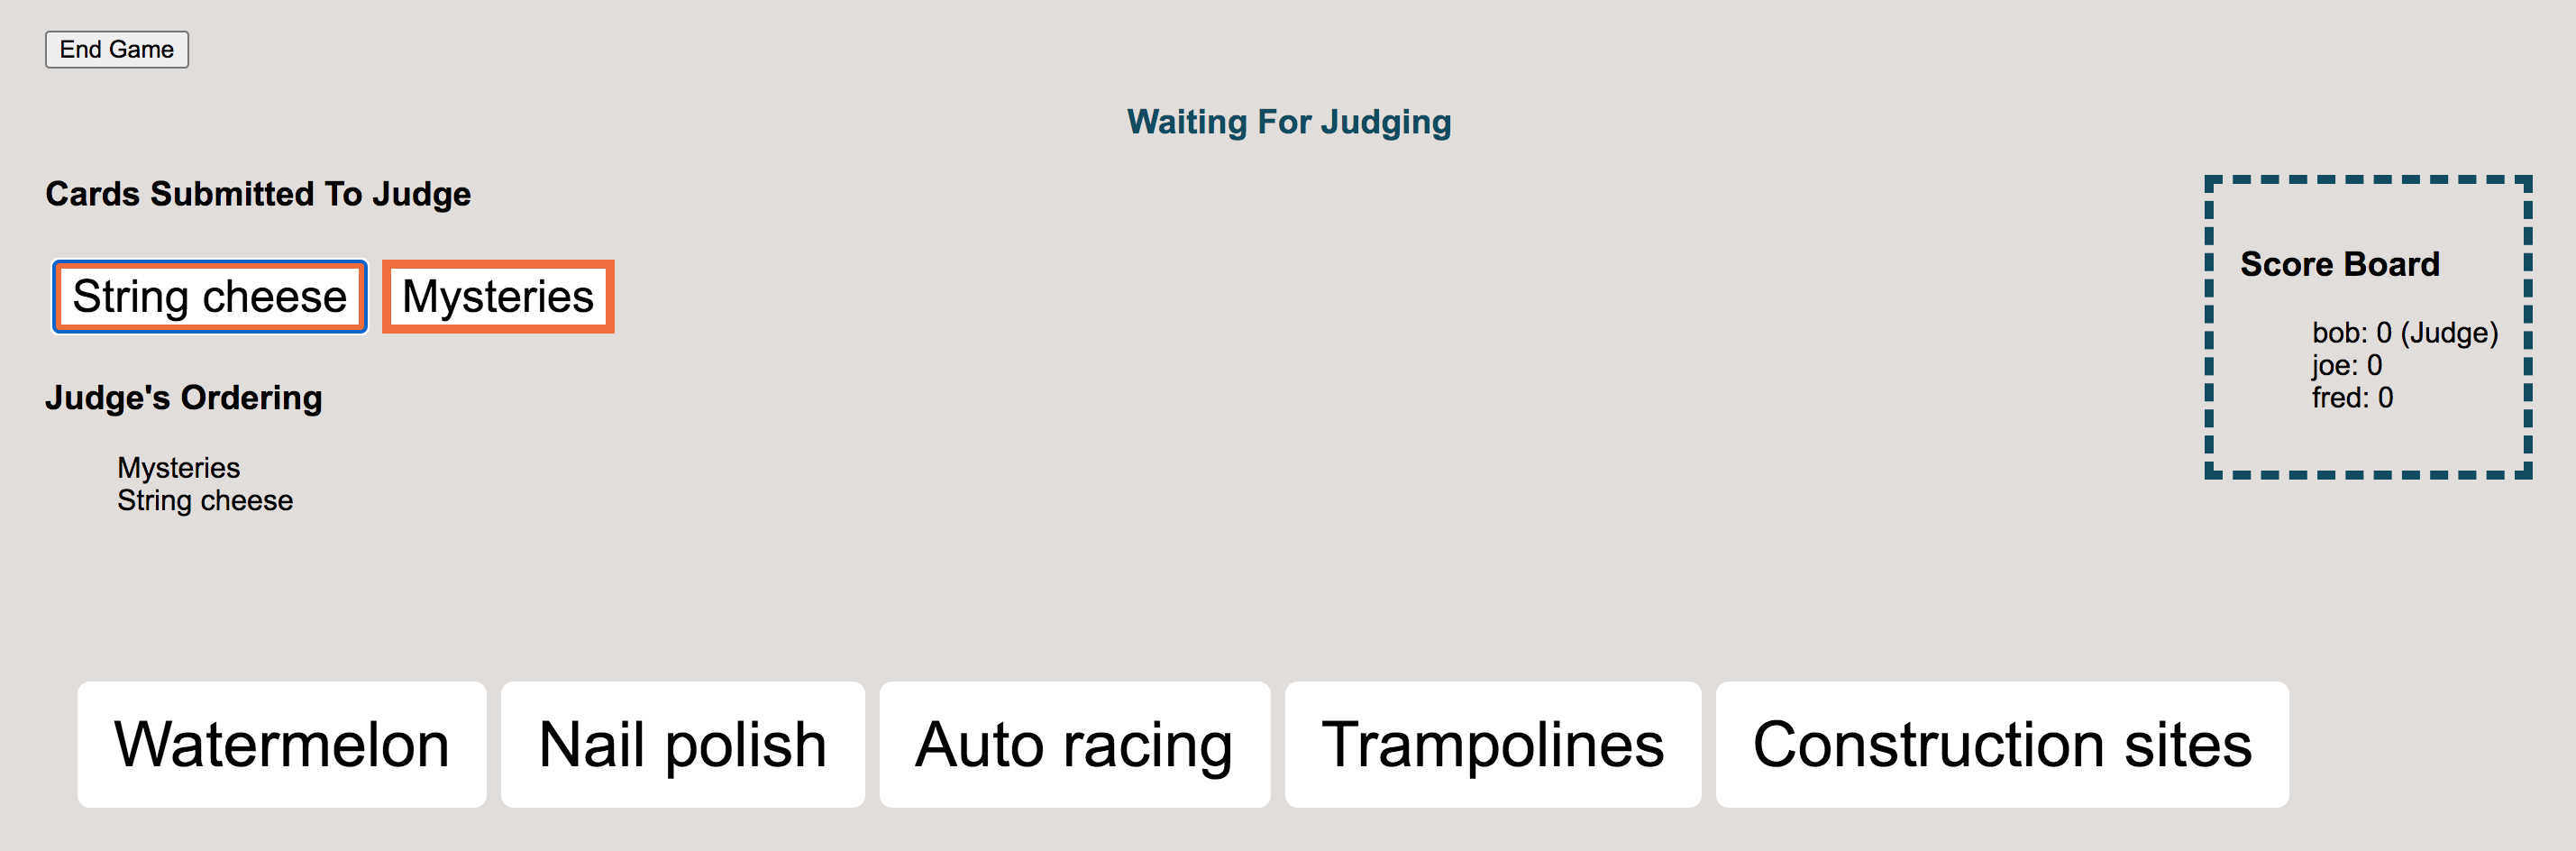 End Game
Waiting For Judging
Cards Submitted To Judge
String cheese Mysteries
Judge's Ordering
Mysteries
String cheese
Score Board
bob: 0 (Judge)
joe: 0
fred: 0
Watermelon Nail polish Auto racing Trampolines Construction sites